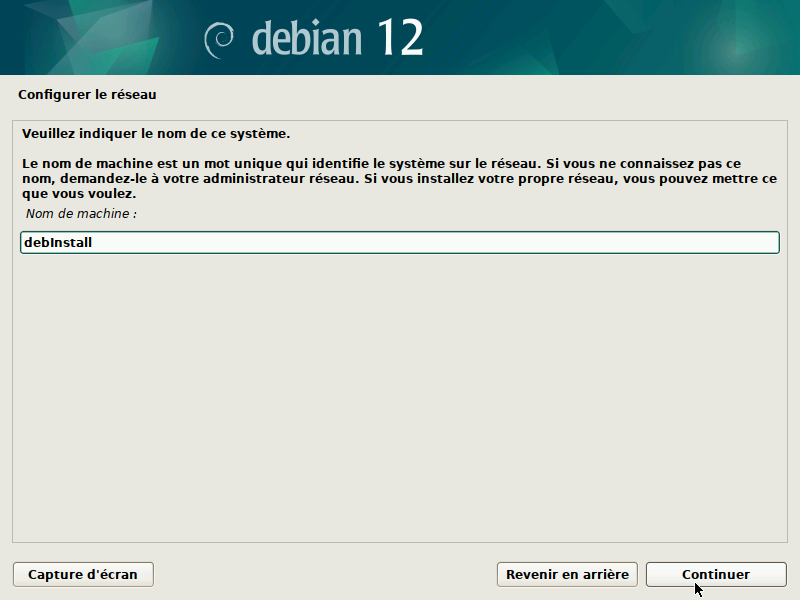 debian 12
Configurer le réseau
Veuillez indiquer le nom de ce système.
Le nom de machine est un mot unique qui identifie le système sur le réseau. Si vous ne connaissez pas ce
nom, demandez-le à votre administrateur réseau. Si vous installez votre propre réseau, vous pouvez mettre ce
que vous voulez.
Nom de machine :
debInstall
Capture d'écran
Revenir en arrière
Continuer